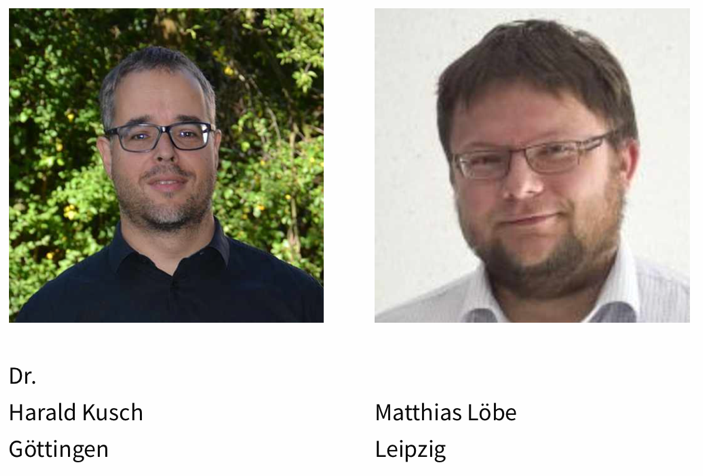 Dr.
Harald Kusch
Göttingen
Matthias Löbe
Leipzig